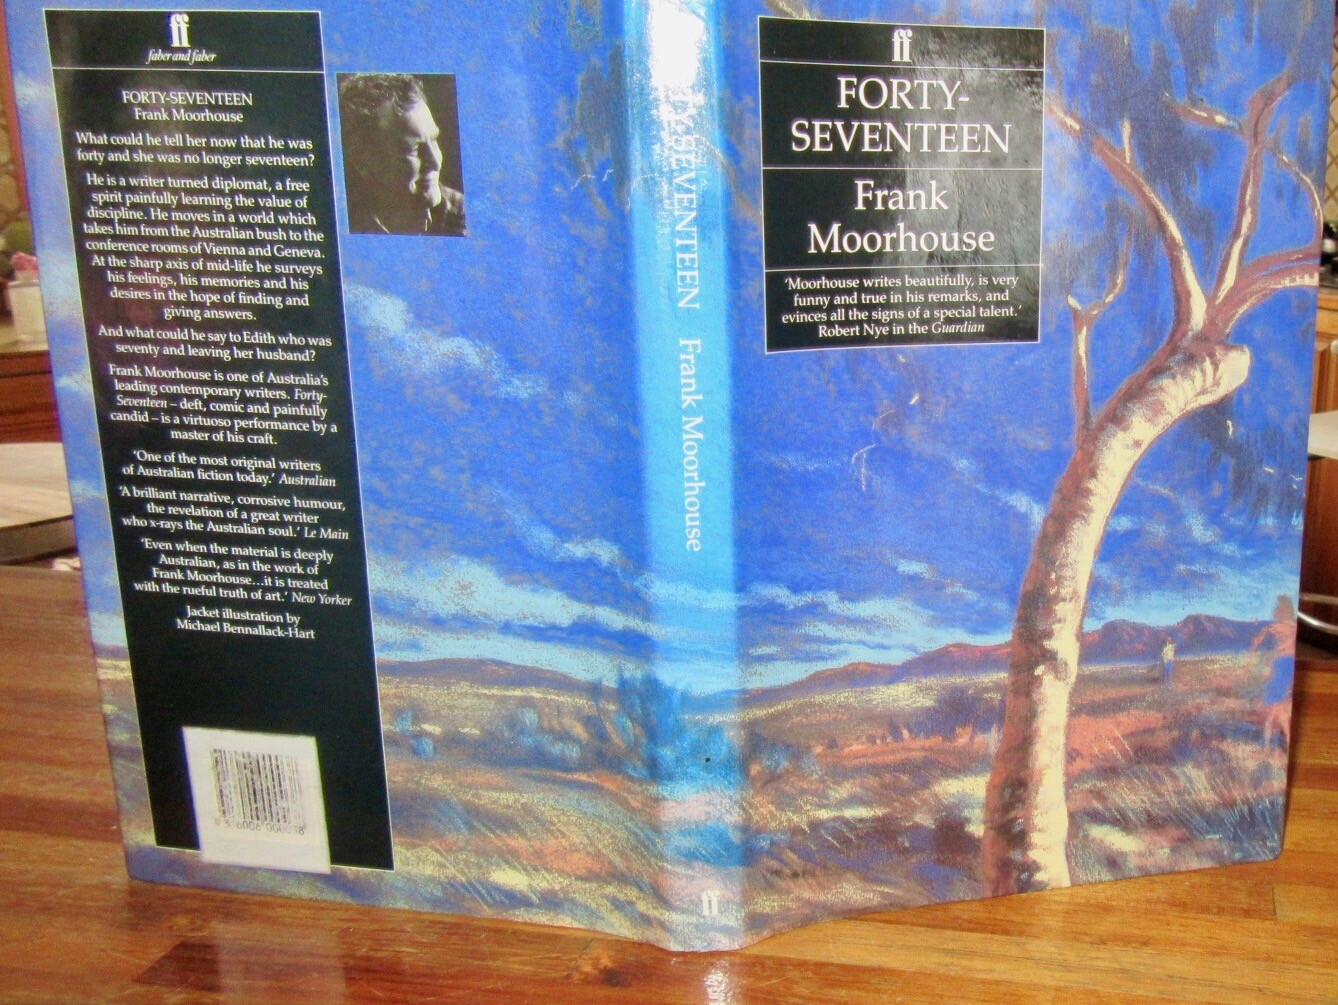 ff
faber and faber
FORTY-SEVENTEEN
Frank Moorhouse
What could he tell her now that he was
forty and she was no longer seventeen?
He is a writer turned diplomat, a free
spirit painfully learning the value of
discipline. He moves in a world which
takes him from the Australian bush to the
conference rooms of Vienna and Geneva.
At the sharp axis of mid-life he surveys
his feelings, his memories and his
desires in the hope of finding and
giving answers.
And what could he say to Edith who was
seventy and leaving her husband?
Frank Moorhouse is one of Australia's
leading contemporary writers. Forty-
Seventeen – deft, comic and painfully
candid – is a virtuoso performance by a
master of his craft.
'One of the most original writers
of Australian fiction today.' Australian
'A brilliant narrative, corrosive humour,
the revelation of a great writer
who x-rays the Australian soul.' Le Main
'Even when the material is deeply
Australian, as in the work of
Frank Moorhouse...it is treated
with the rueful truth of art.' New Yorker
Jacket illustration by
Michael Bennallack-Hart
FORTY-SEVENTEEN Frank Moorhouse
ff
ff
FORTY-
SEVENTEEN
Frank
Moorhouse
'Moorhouse writes beautifully, is very
funny and true in his remarks, and
evinces all the signs of a special talent.'
Robert Nye in the Guardian